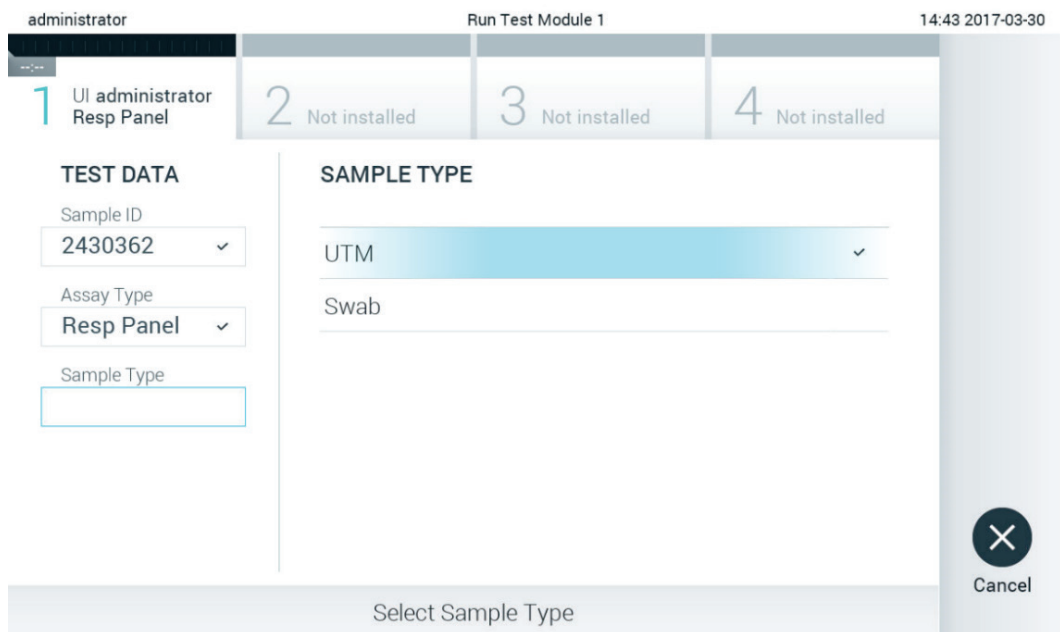 administrator
Run Test Module 1
14:43 2017-03-30
--:--
1
UI administrator
Resp Panel
2 Not installed
3 Not installed
4 Not installed
TEST DATA
Sample ID
2430362
Assay Type
Resp Panel
Sample Type
SAMPLE TYPE
UTM
Swab
Cancel
Select Sample Type